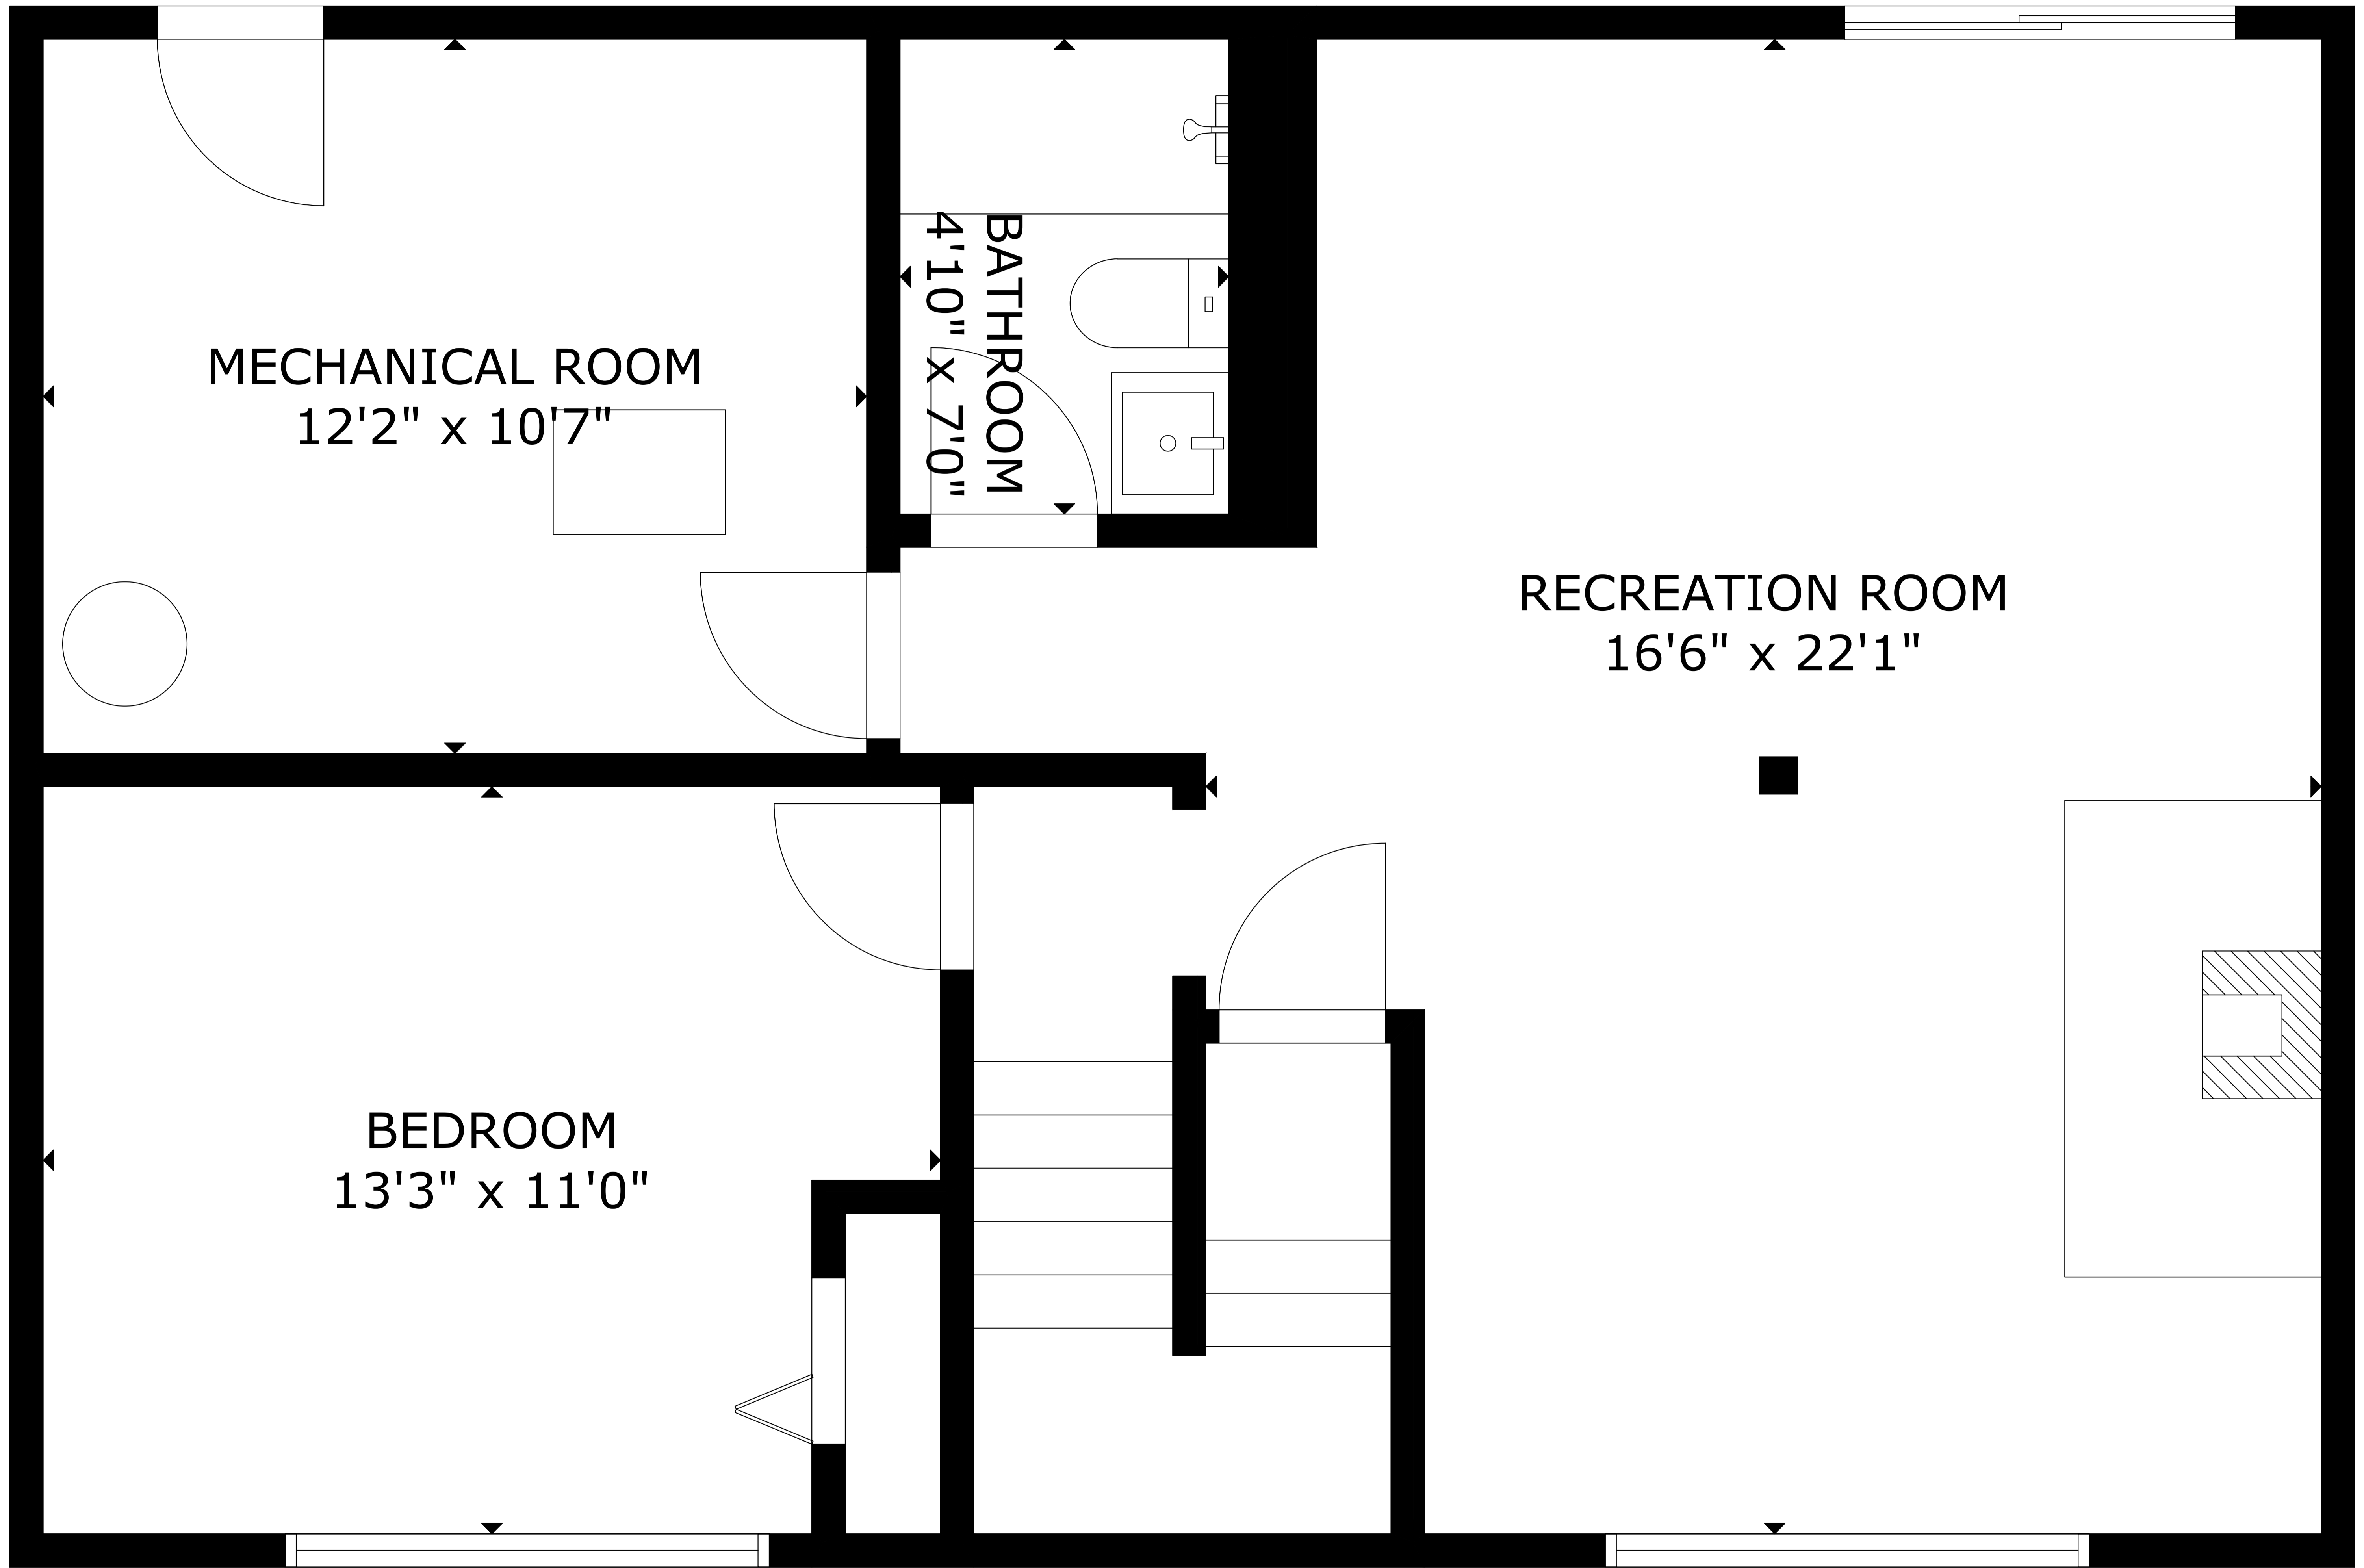 MECHANICAL ROOM
12'2" x 10'7"
BATHROOM
4'10" x 7'0"
RECREATION ROOM
16'6" x 22'1"
BEDROOM
13'3" x 11'0"